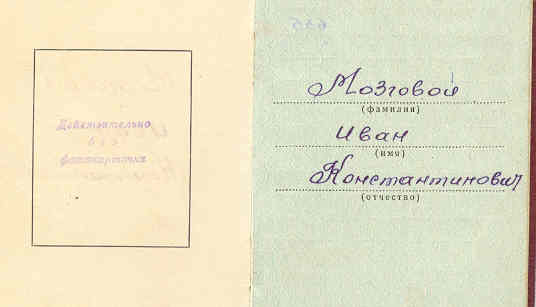 Действительно
без
фотокарточки
Мозговой
(фамилия)
Иван
(имя)
Константинович
(отчество)